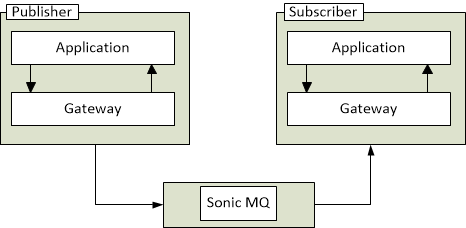 Publisher
Subscriber
Application
Application
Gateway
Gateway
Sonic MQ